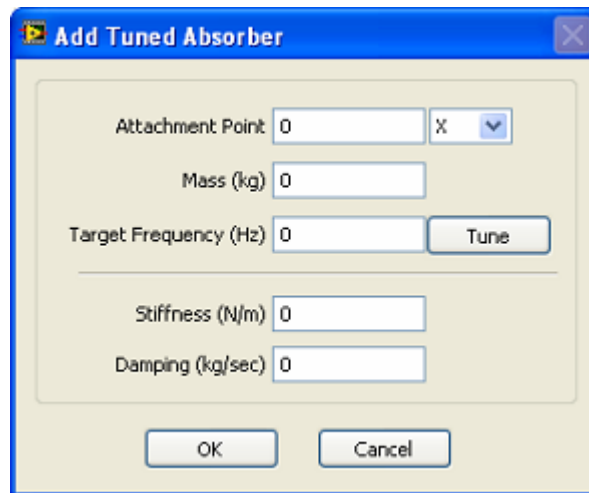 Add Tuned Absorber
Attachment Point 0 X
Mass (kg) 0
Target Frequency (Hz) 0 Tune
Stiffness (N/m) 0
Damping (kg/sec) 0
OK Cancel